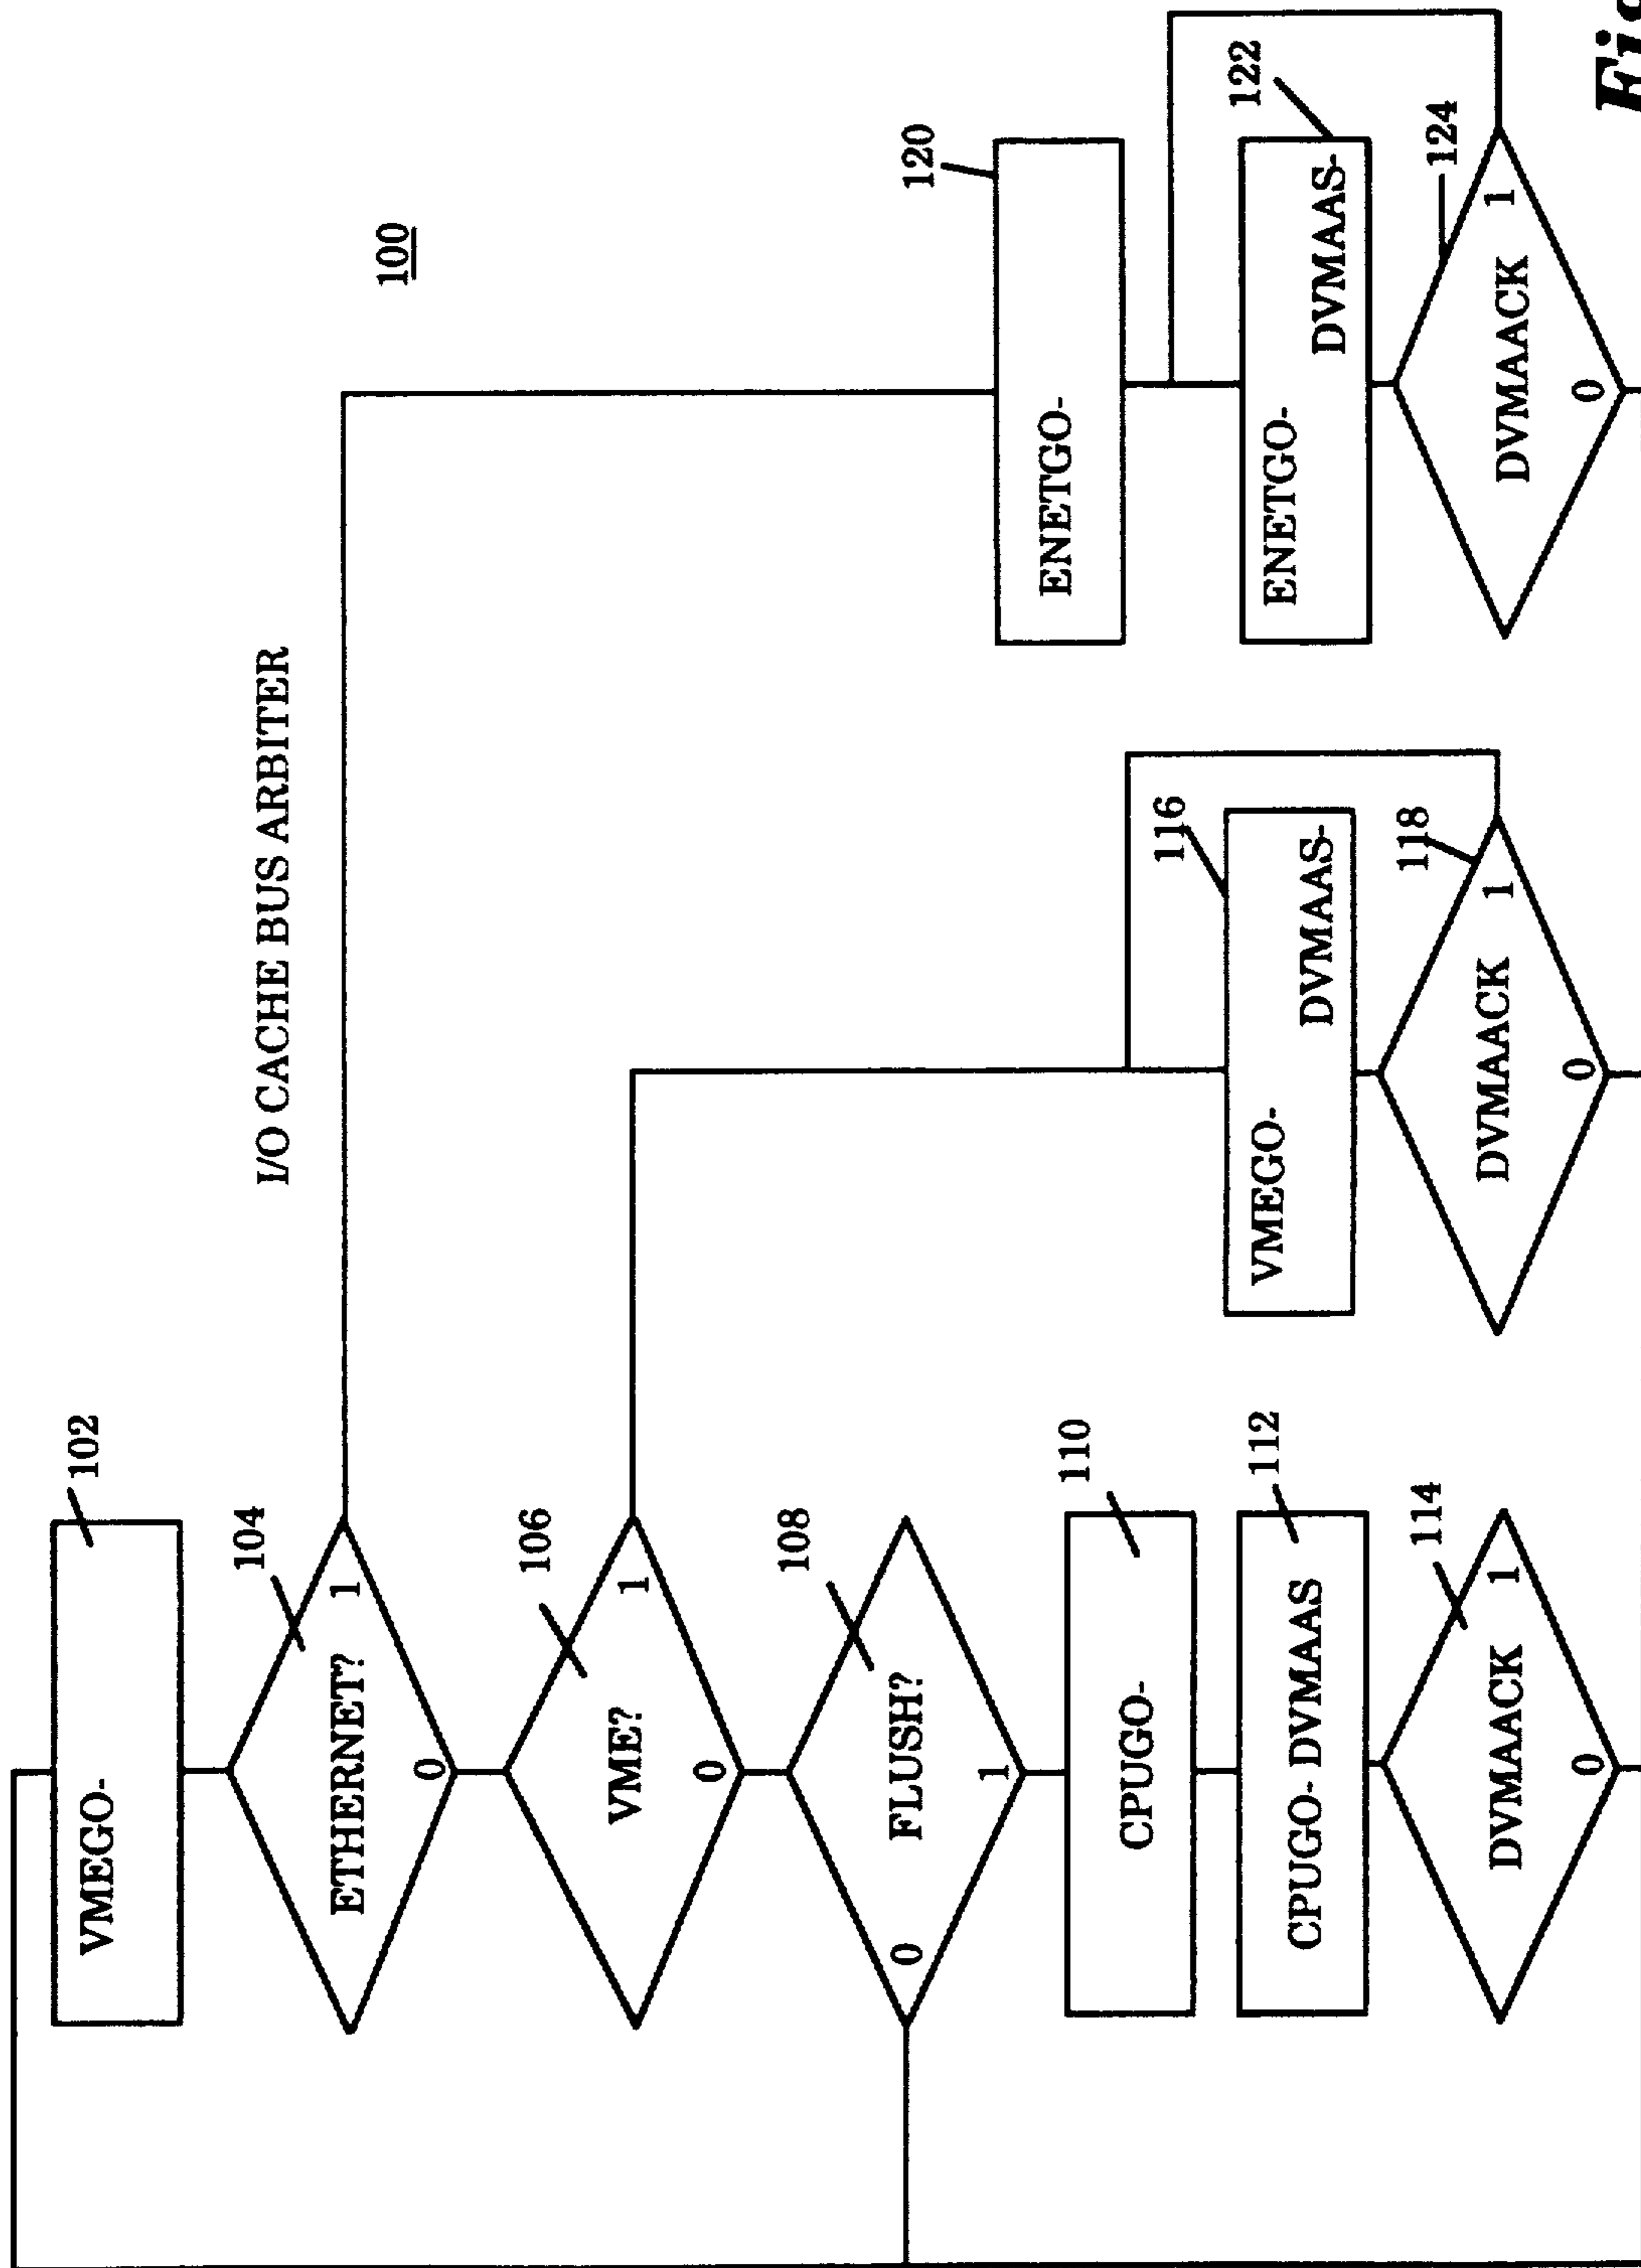 I/O CACHE BUS ARBITER
100
VMEGO-
102
104
ETHERNET?
1
0
106
VME?
1
0
108
FLUSH?
0
1
110
CPUGO-
112
CPUGO- DVMAAS
114
DVMAACK
1
0
116
VMEGO-
DVMAAS-
118
DVMAACK
1
0
120
ENETGO-
122
ENETGO-
DVMAAS-
124
DVMAACK
1
0